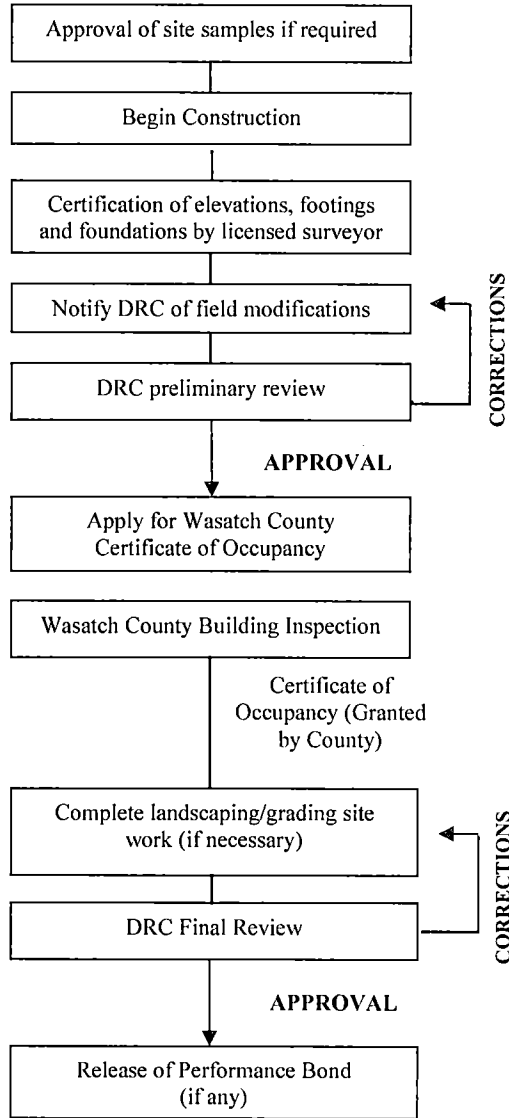 Approval of site samples if required
Begin Construction
Certification of elevations, footings
and foundations by licensed surveyor
Notify DRC of field modifications
CORRECTIONS
DRC preliminary review
APPROVAL
Apply for Wasatch County
Certificate of Occupancy
Wasatch County Building Inspection
Certificate of
Occupancy (Granted
by County)
Complete landscaping/grading site
work (if necessary)
CORRECTIONS
DRC Final Review
APPROVAL
Release of Performance Bond
(if any)